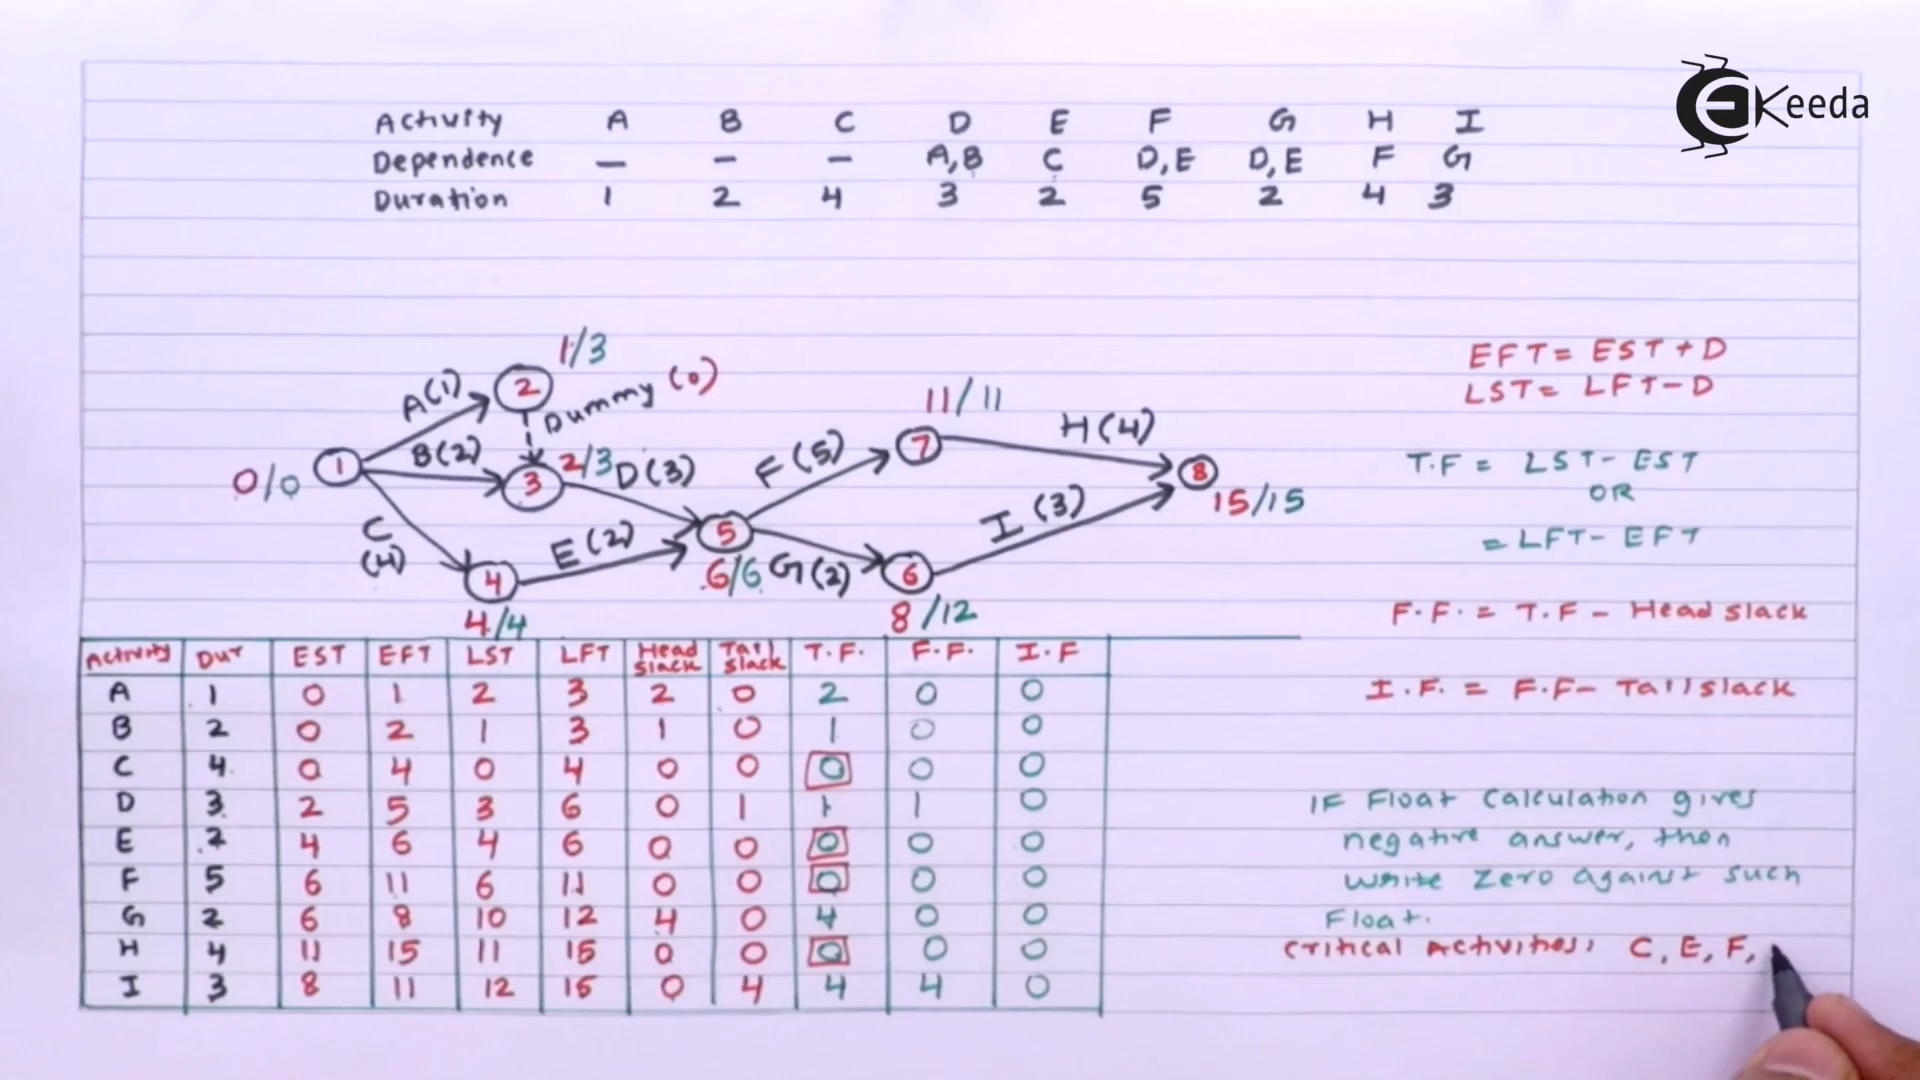 EKeeda
Activity A B C D E F G H I
Dependence — — — A,B C D,E D,E F G
Duration 1 2 4 3 2 5 2 4 3
1/3
A(1) 2 Dummy (0)
0/0 1 B(2) 3 2/3 D(3)
C (4) 4 4/4 E(2)
5 6/6 F(5) G(2)
11/11 7 H(4)
6 8/12 I(3)
8 15/15
EFT= EST+D
LST= LFT-D
T.F = LST-EST
OR
=LFT-EFT
F.F. = T.F - Head slack
I.F. = F.F- Tail slack
Activity Dur EST EFT LST LFT Head slack Tail slack T.F. F.F. I.F
A 1 0 1 2 3 2 0 2 0 0
B 2 0 2 1 3 1 0 1 0 0
C 4 0 4 0 4 0 0 0 0 0
D 3 2 5 3 6 0 1 1 1 0
E 2 4 6 4 6 0 0 0 0 0
F 5 6 11 6 11 0 0 0 0 0
G 2 6 8 10 12 4 0 4 0 0
H 4 11 15 11 15 0 0 0 0 0
I 3 8 11 12 15 0 4 4 4 0
IF Float Calculation gives
negative answer, then
write zero against such
Float.
Critical Activities: C, E, F,